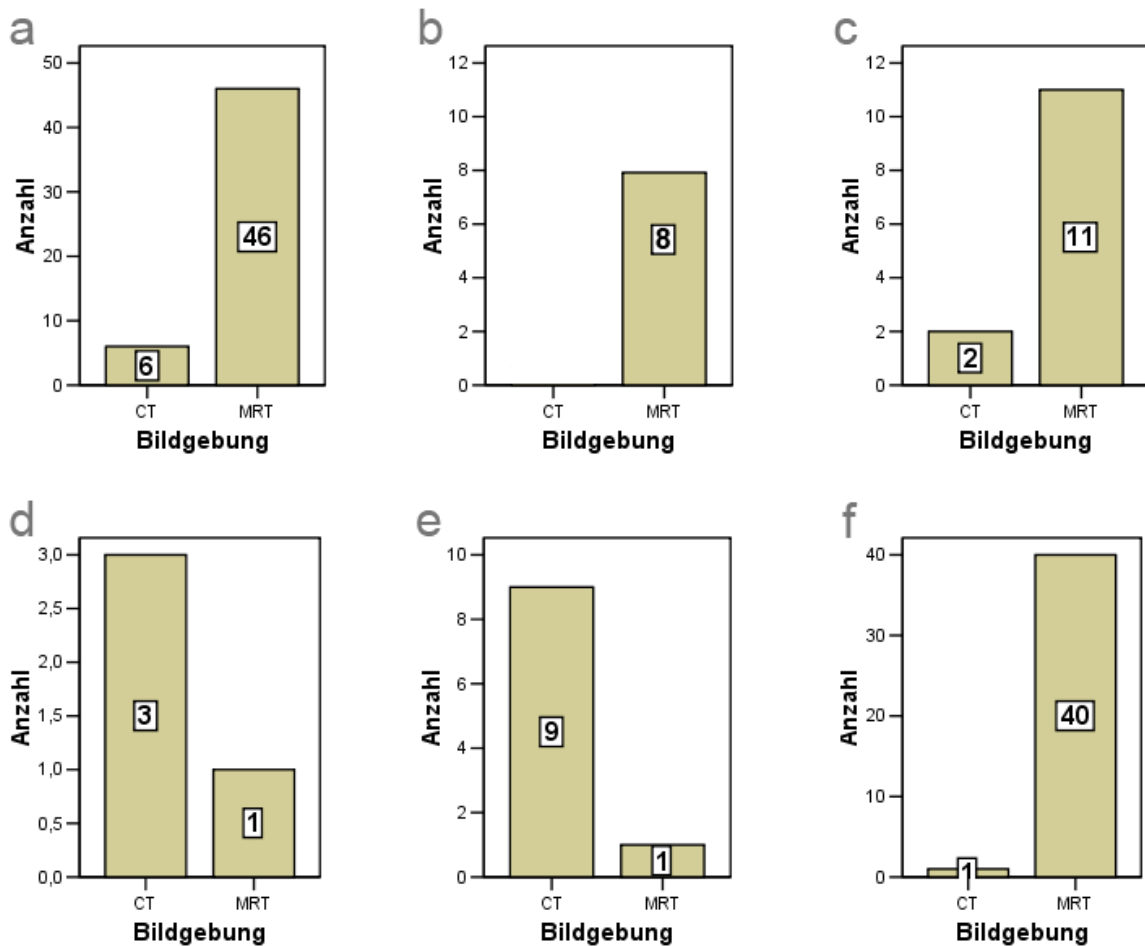 a
50
40
30
20
10
0
Anzahl
6
46
CT
MRT
Bildgebung
b
12
10
8
6
4
2
0
Anzahl
8
CT
MRT
Bildgebung
c
12
10
8
6
4
2
0
Anzahl
2
11
CT
MRT
Bildgebung
d
3,0
2,5
2,0
1,5
1,0
0,5
0,0
Anzahl
3
1
CT
MRT
Bildgebung
e
10
8
6
4
2
0
Anzahl
9
1
CT
MRT
Bildgebung
f
40
30
20
10
0
Anzahl
1
40
CT
MRT
Bildgebung